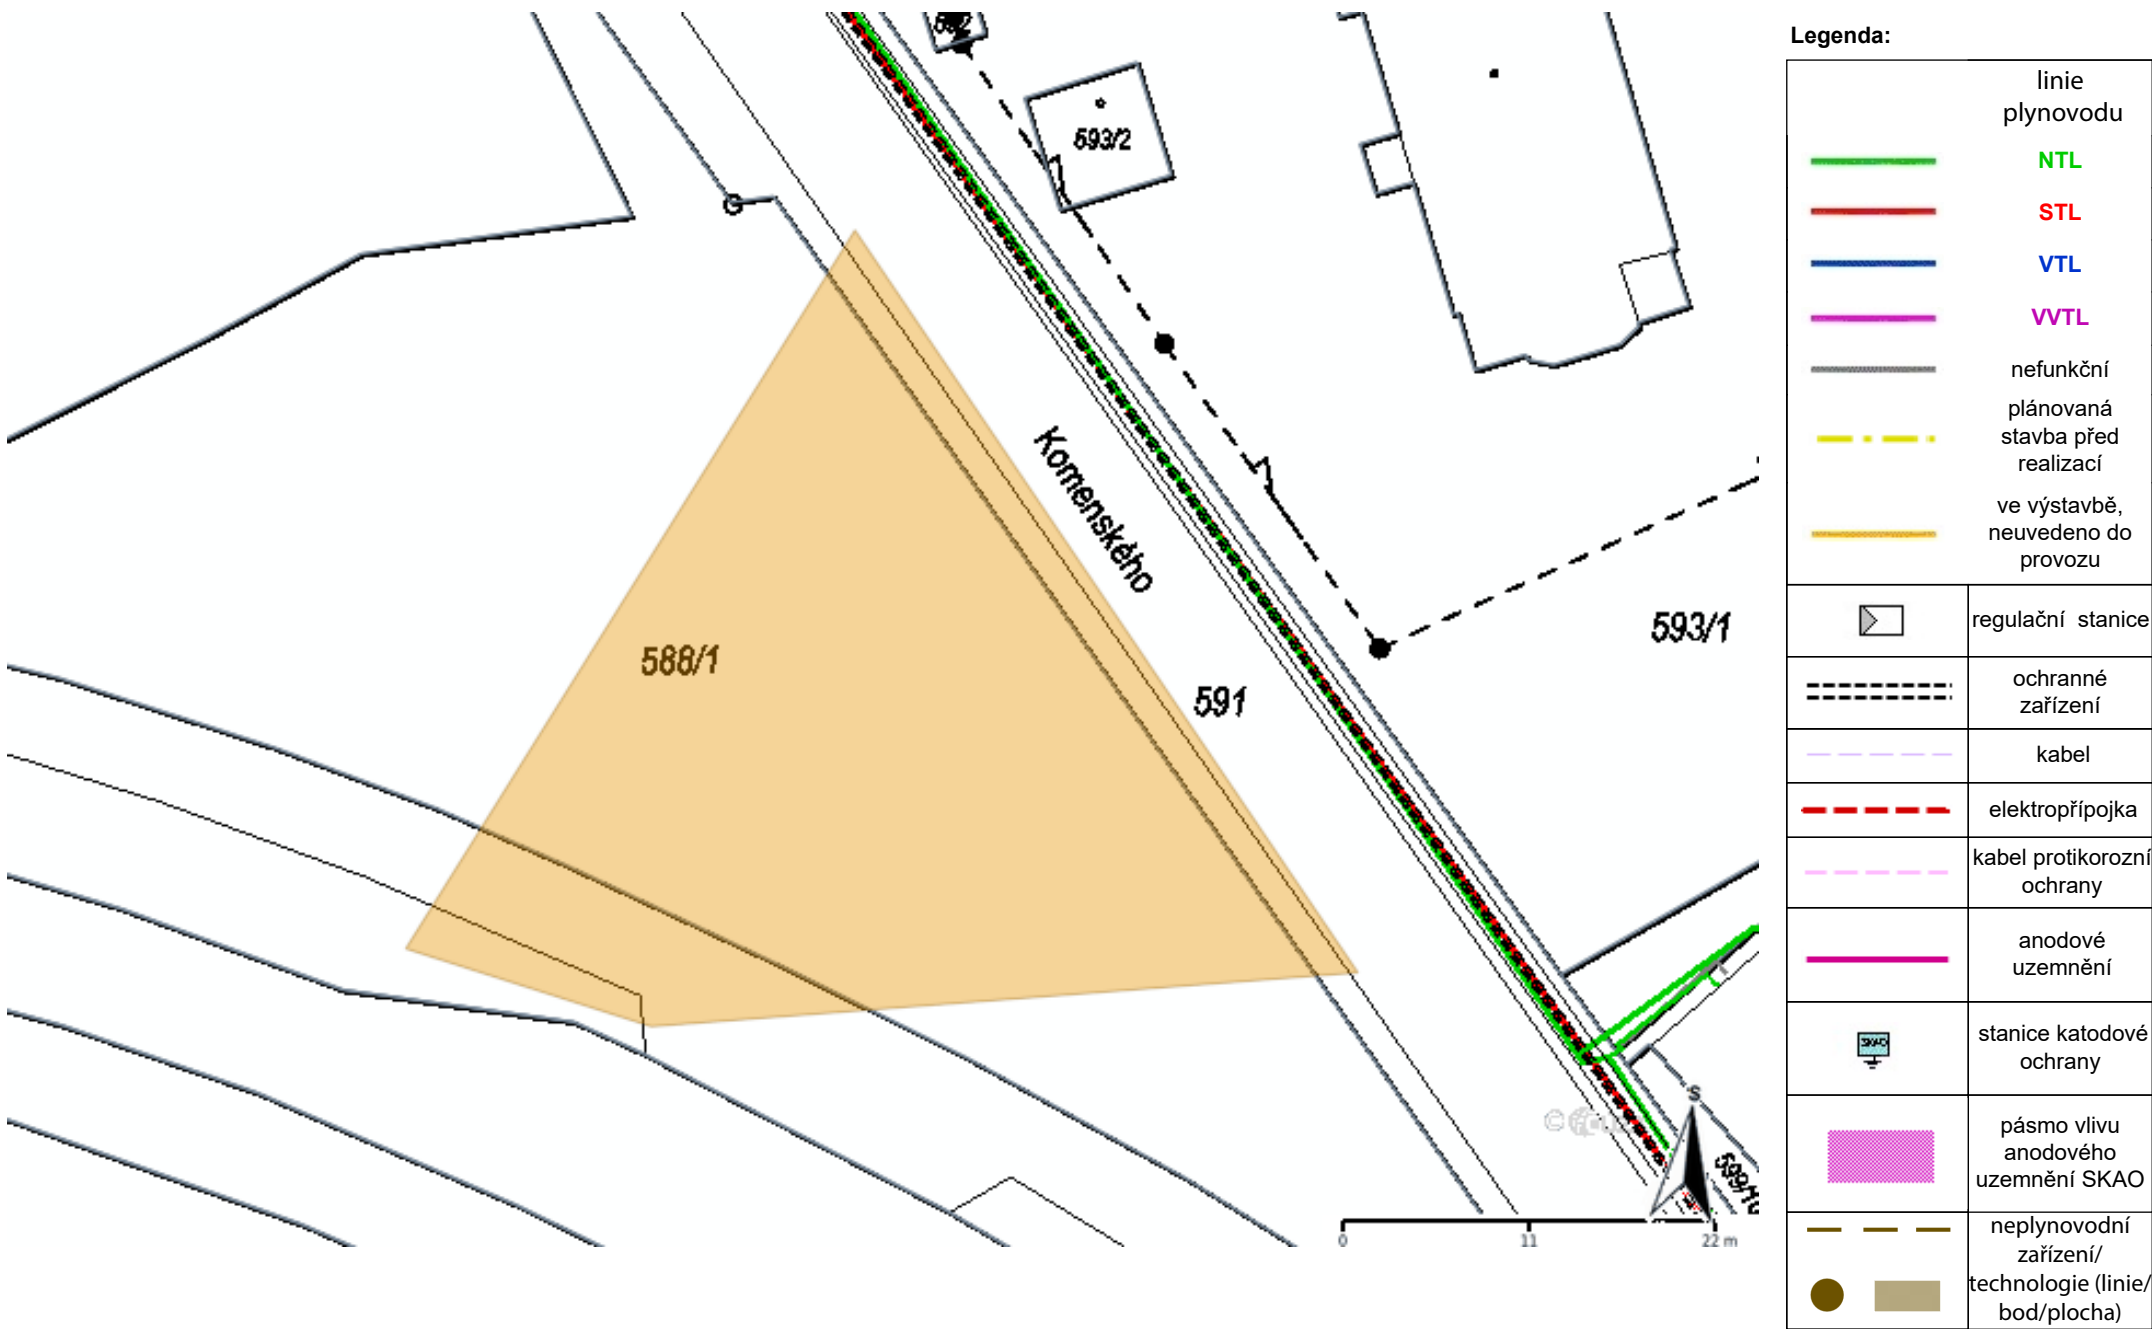 593/2
Komenského
588/1
591
593/1
S
0
11
22 m
Legenda:
linie
plynovodu
NTL
STL
VTL
VVTL
nefunkční
plánovaná
stavba před
realizací
ve výstavbě,
neuvedeno do
provozu
regulační stanice
ochranné
zařízení
kabel
elektropřípojka
kabel protikorozní
ochrany
anodové
uzemnění
SKAO
stanice katodové
ochrany
pásmo vlivu
anodového
uzemnění SKAO
neplynovodní
zařízení/
technologie (linie/
bod/plocha)